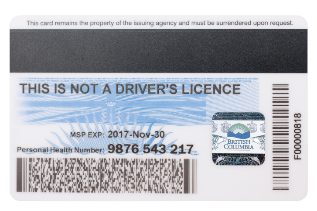 This card remains the property of the issuing agency and must be surrendered upon request.
THIS IS NOT A DRIVER'S LICENCE
MSP EXP: 2017-Nov-30
Personal Health Number: 9876 543 217
BRITISH
COLUMBIA
F00000818